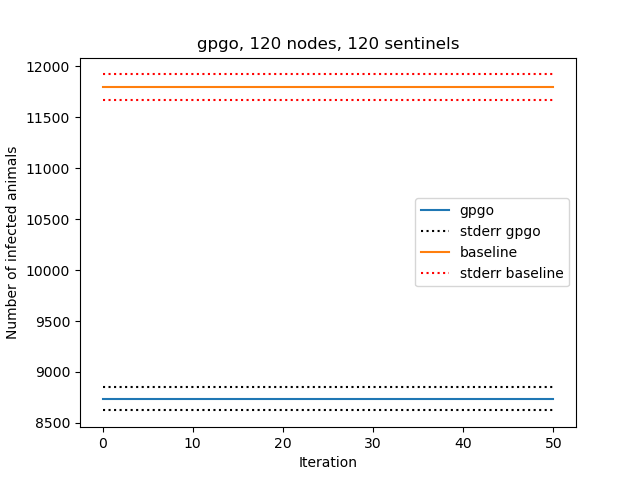 gpgo, 120 nodes, 120 sentinels
12000
11500
11000
10500
10000
9500
9000
8500
Number of infected animals
gpgo
stderr gpgo
baseline
stderr baseline
0
10
20
30
40
50
Iteration